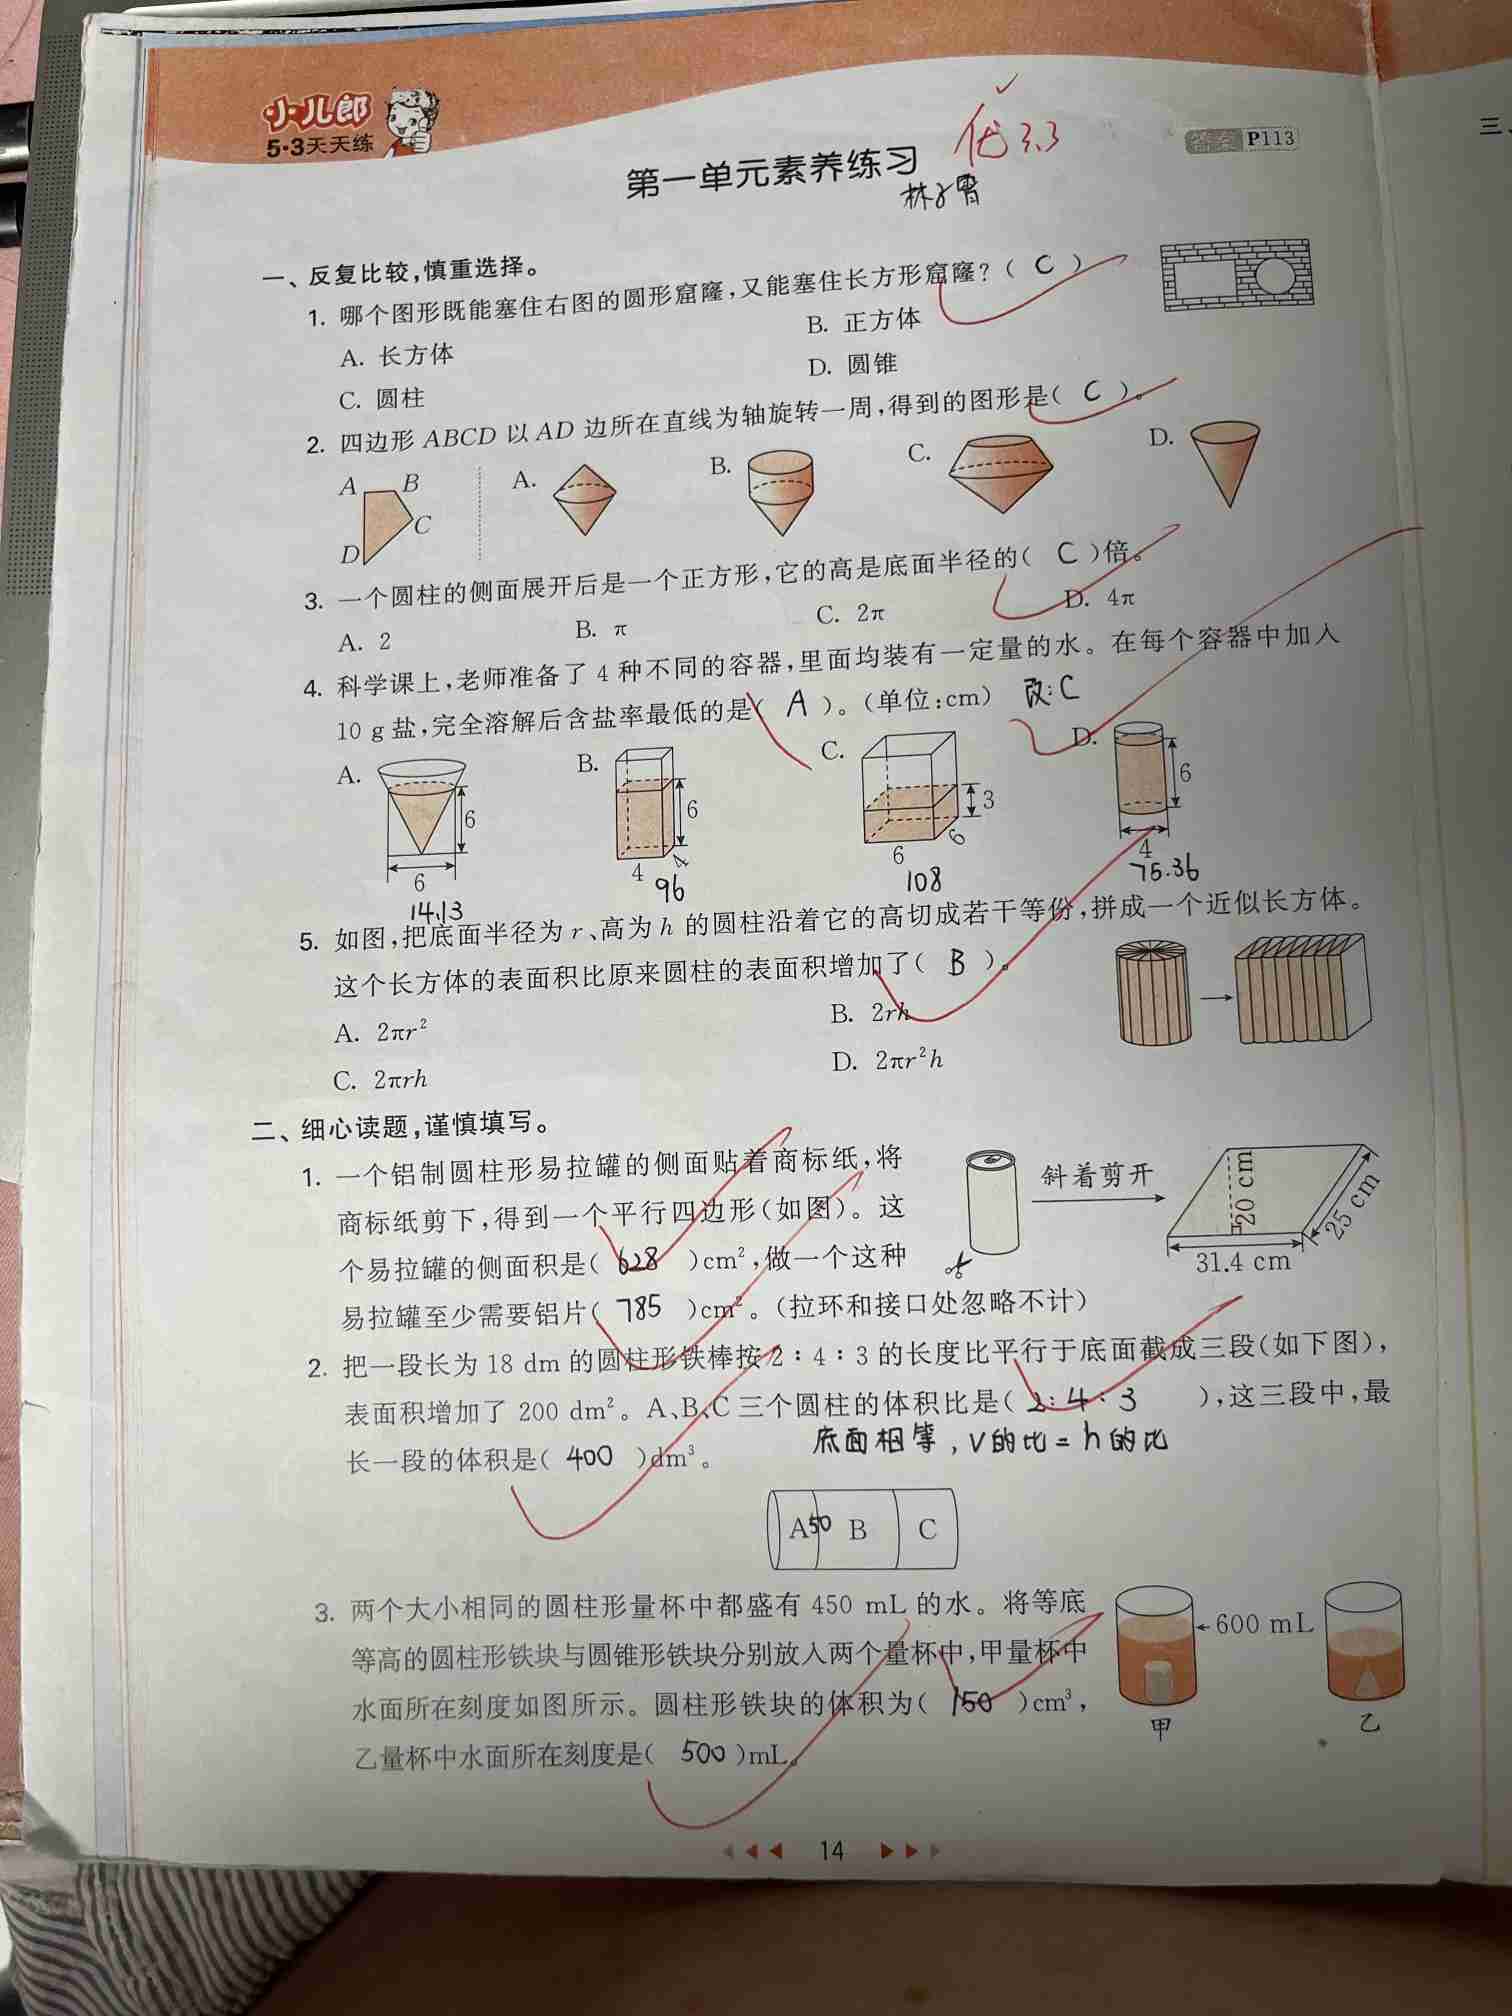 小儿郎
5·3天天练
优 3.3
答案 P113
第一单元素养练习
三、
一、反复比较,慎重选择。
1. 哪个图形既能塞住右图的圆形窟窿,又能塞住长方形窟窿?( C )
A. 长方体
B. 正方体
C. 圆柱
D. 圆锥
2. 四边形 ABCD 以 AD 边所在直线为轴旋转一周,得到的图形是( C )。
A B C D
A. B. C. D.
3. 一个圆柱的侧面展开后是一个正方形,它的高是底面半径的( C )倍。
A. 2 B. π C. 2π D. 4π
4. 科学课上,老师准备了 4 种不同的容器,里面均装有一定量的水。在每个容器中加入
10 g 盐,完全溶解后含盐率最低的是( A )。(单位:cm) 改:C
A. B. C. D.
6 6 6 4 4 3 6 6 6 4
14.13 96 108 75.36
5. 如图,把底面半径为 r、高为 h 的圆柱沿着它的高切成若干等份,拼成一个近似长方体。
这个长方体的表面积比原来圆柱的表面积增加了( B )。
A. 2πr²
B. 2rh
C. 2πrh
D. 2πr²h
二、细心读题,谨慎填写。
1. 一个铝制圆柱形易拉罐的侧面贴着商标纸,将
商标纸剪下,得到一个平行四边形(如图)。这
个易拉罐的侧面积是( 628 )cm²,做一个这种
易拉罐至少需要铝片( 785 )cm²。(拉环和接口处忽略不计)
斜着剪开
20 cm
25 cm
31.4 cm
2. 把一段长为 18 dm 的圆柱形铁棒按 2∶4∶3 的长度比平行于底面截成三段(如下图),
表面积增加了 200 dm²。A、B、C 三个圆柱的体积比是( 2:4:3 ),这三段中,最
长一段的体积是( 400 )dm³。
底面相等,V的比=h的比
A 50 B C
3. 两个大小相同的圆柱形量杯中都盛有 450 mL 的水。将等底
等高的圆柱形铁块与圆锥形铁块分别放入两个量杯中,甲量杯中
水面所在刻度如图所示。圆柱形铁块的体积为( 150 )cm³,
乙量杯中水面所在刻度是( 500 )mL。
600 mL
甲 乙
14